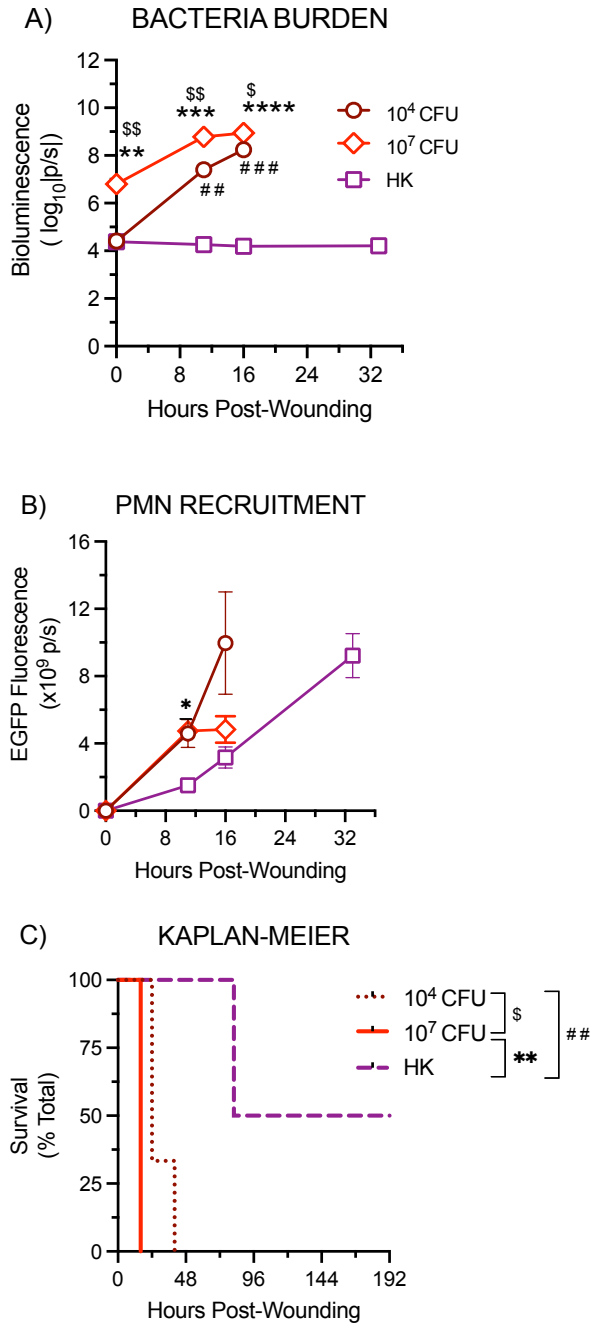 A) BACTERIA BURDEN
12
10
8
6
4
2
0
Bioluminescence
( log10|p/s|
$$
**
$$
***
$
****
##
###
10⁴ CFU
10⁷ CFU
HK
0 8 16 24 32
Hours Post-Wounding
B) PMN RECRUITMENT
16
12
8
4
0
EGFP Fluorescence
(x10⁹ p/s)
*
0 8 16 24 32
Hours Post-Wounding
C) KAPLAN-MEIER
100
75
50
25
0
Survival
(% Total)
10⁴ CFU
10⁷ CFU
HK
$
**
##
0 48 96 144 192
Hours Post-Wounding